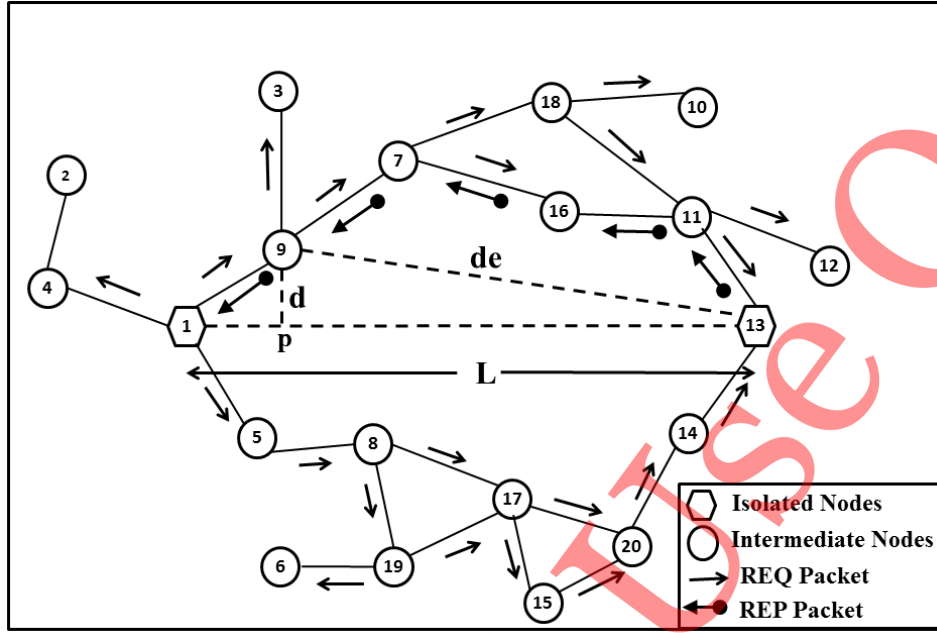 3
18
10
7
2
16
11
9
de
12
4
d
1
13
p
L
5
8
14
17
20
6
19
15
Isolated Nodes
Intermediate Nodes
REQ Packet
REP Packet
Use O